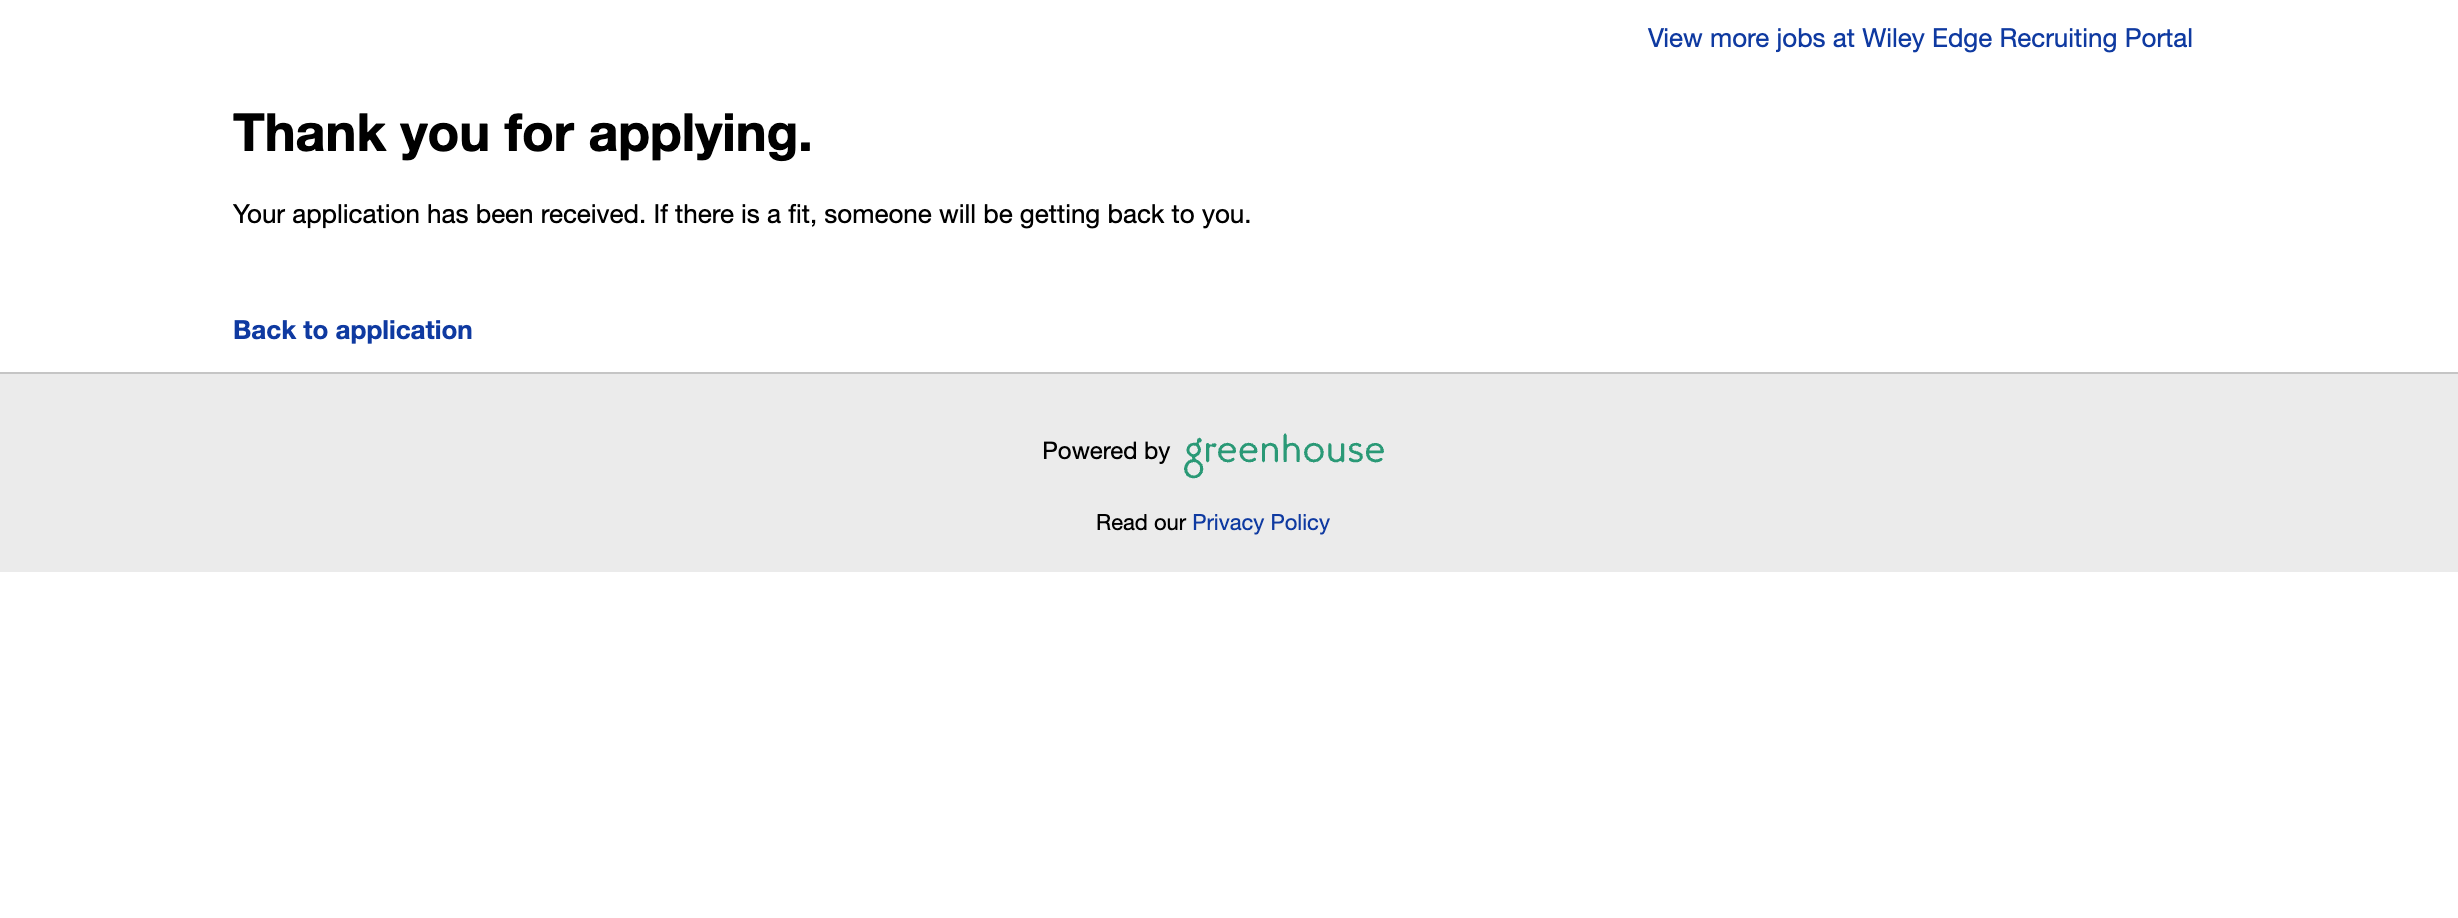 View more jobs at Wiley Edge Recruiting Portal
Thank you for applying.
Your application has been received. If there is a fit, someone will be getting back to you.
Back to application
Powered by greenhouse
Read our Privacy Policy